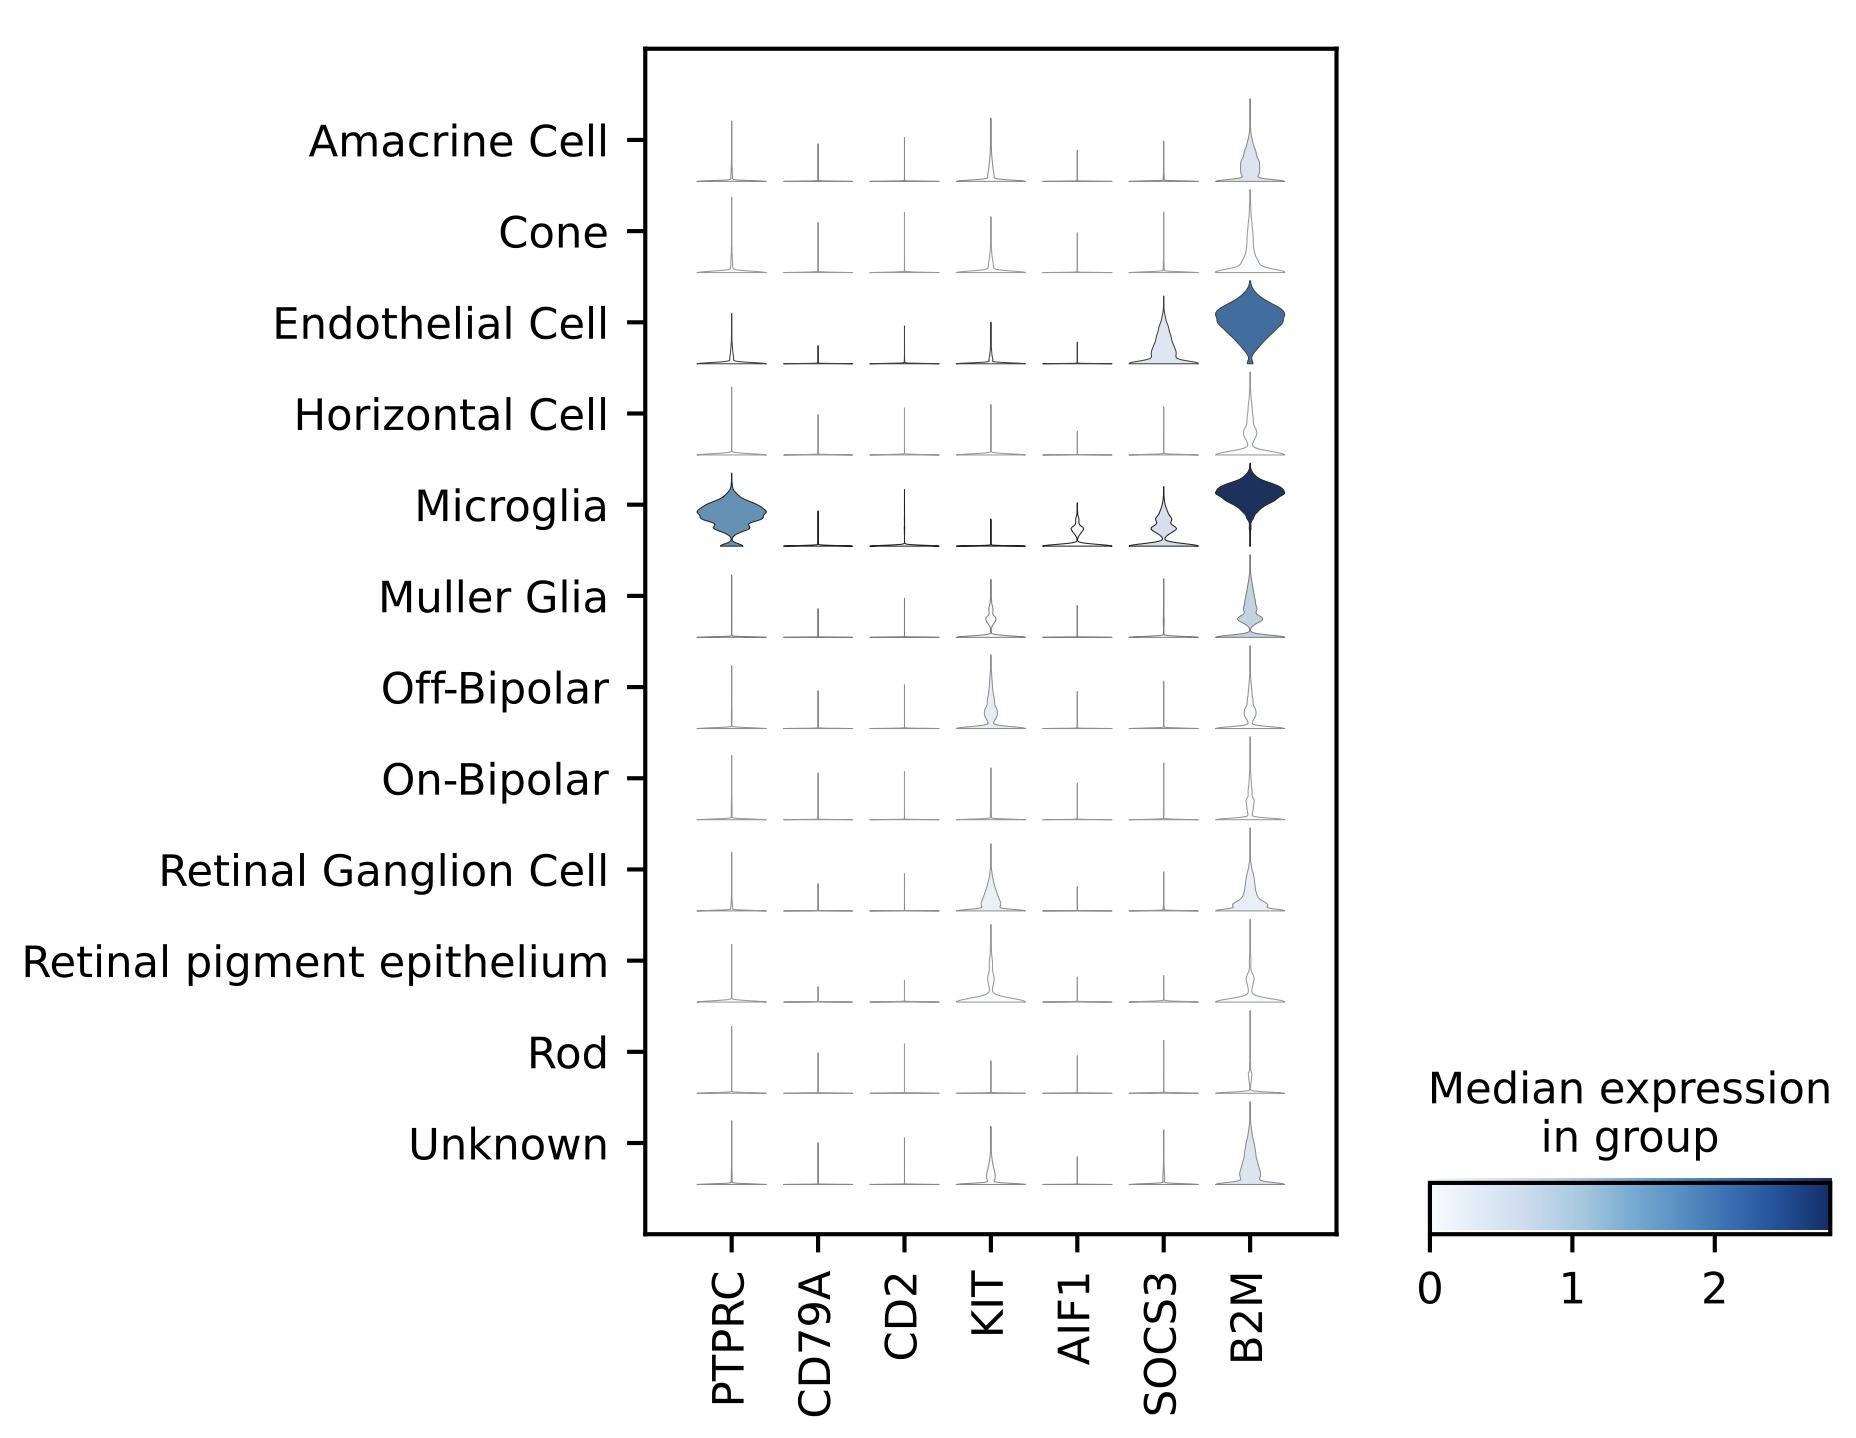 Amacrine Cell
Cone
Endothelial Cell
Horizontal Cell
Microglia
Muller Glia
Off-Bipolar
On-Bipolar
Retinal Ganglion Cell
Retinal pigment epithelium
Rod
Unknown
PTPRC
CD79A
CD2
KIT
AIF1
SOCS3
B2M
Median expression
in group
0 1 2